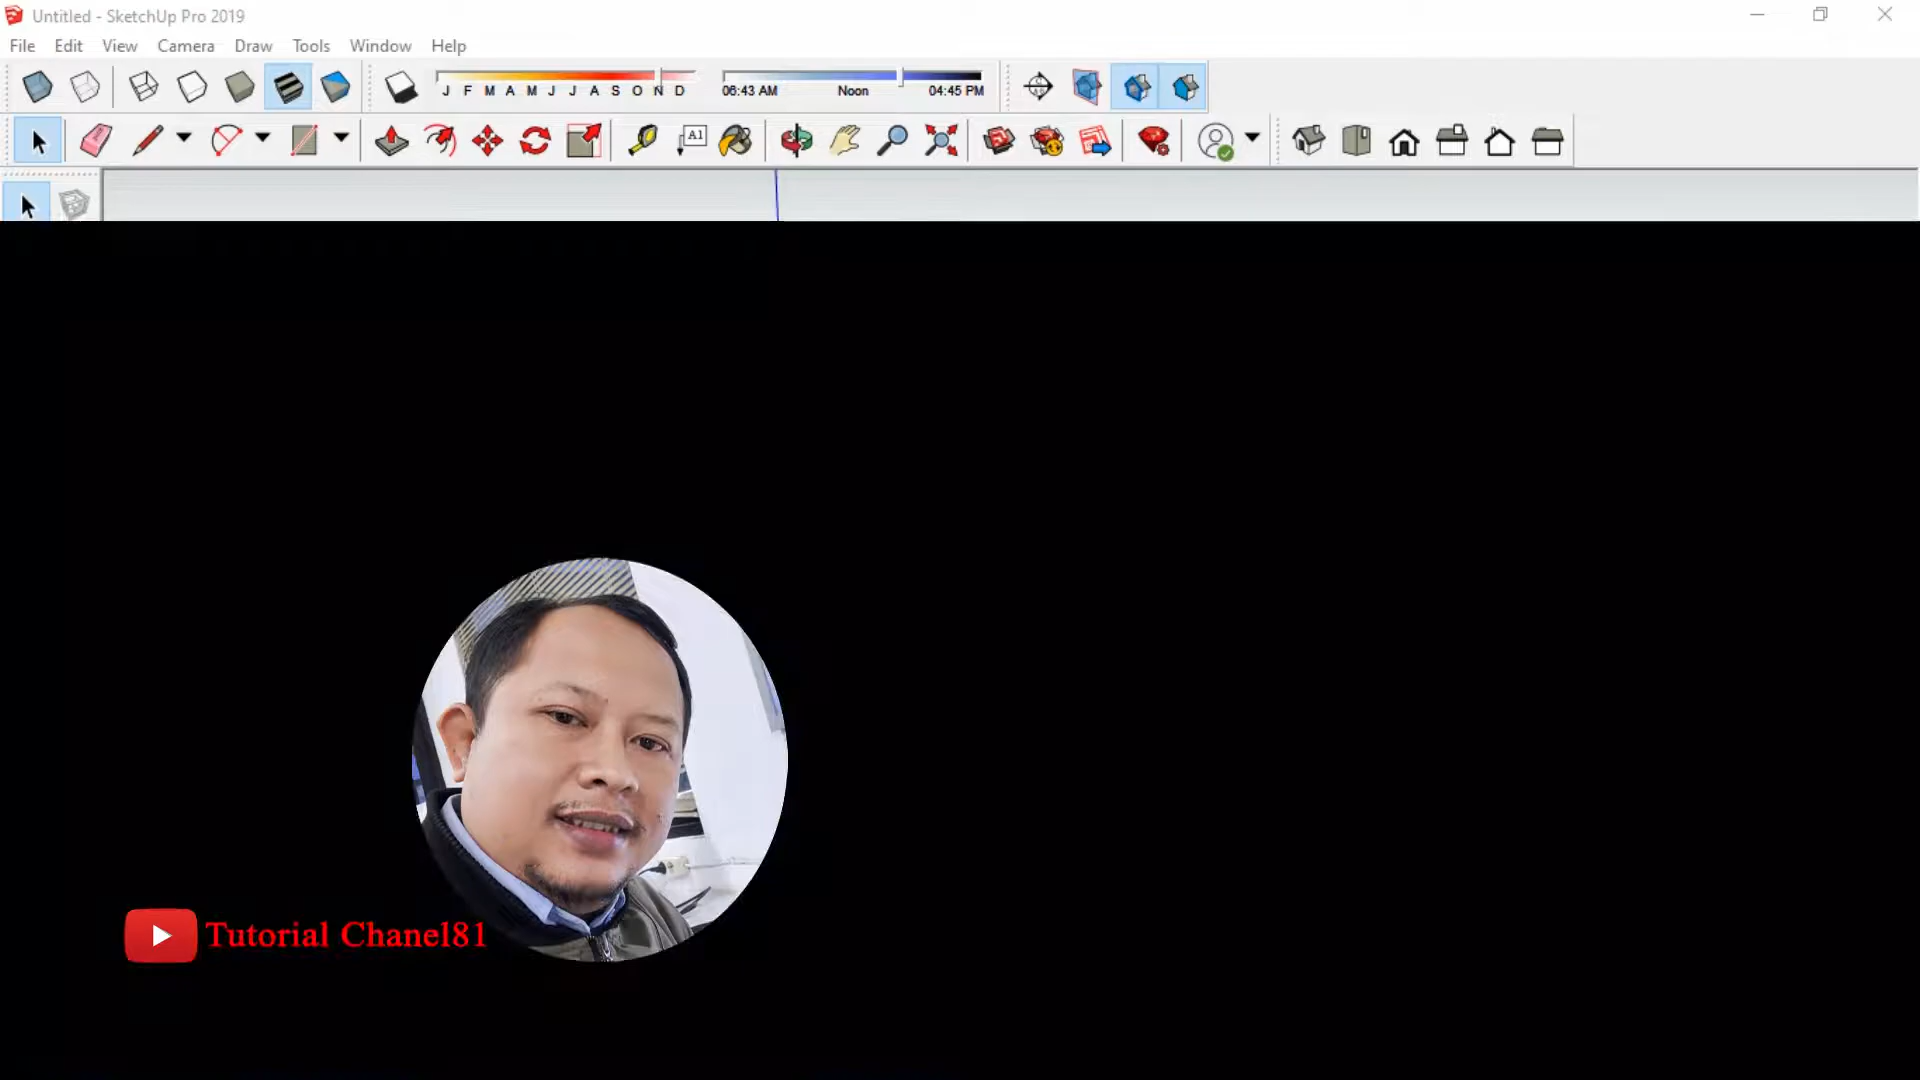 Untitled - SketchUp Pro 2019
File Edit View Camera Draw Tools Window Help
J F M A M J J A S O N D 06:43 AM Noon 04:45 PM
A1
Tutorial Chanel81